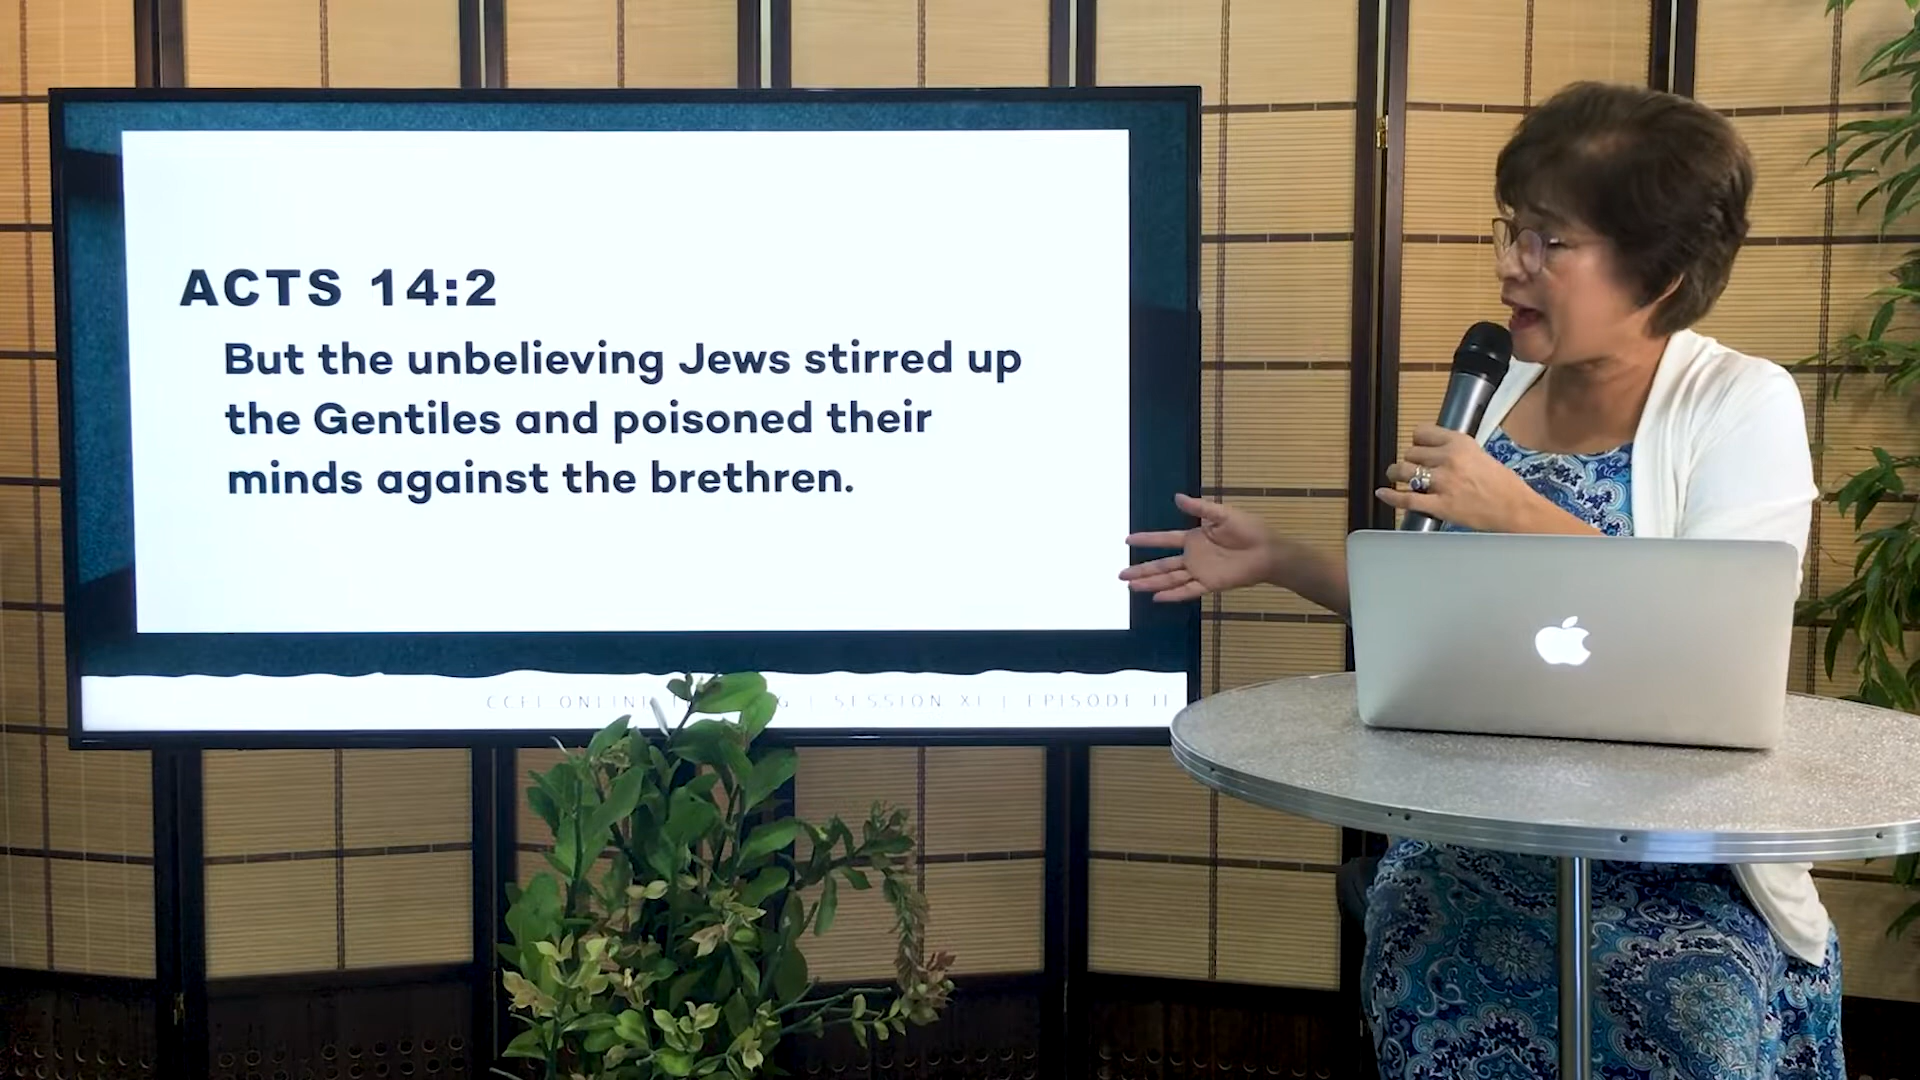 ACTS 14:2
But the unbelieving Jews stirred up
the Gentiles and poisoned their
minds against the brethren.
ONLINE | SESSION XI | EPISODE II